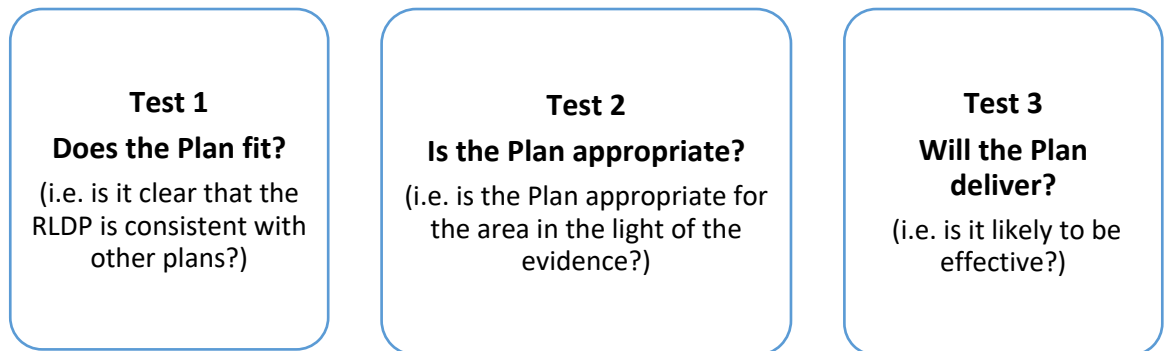 Test 1
Does the Plan fit?
(i.e. is it clear that the
RLDP is consistent with
other plans?)
Test 2
Is the Plan appropriate?
(i.e. is the Plan appropriate for
the area in the light of the
evidence?)
Test 3
Will the Plan
deliver?
(i.e. is it likely to be
effective?)